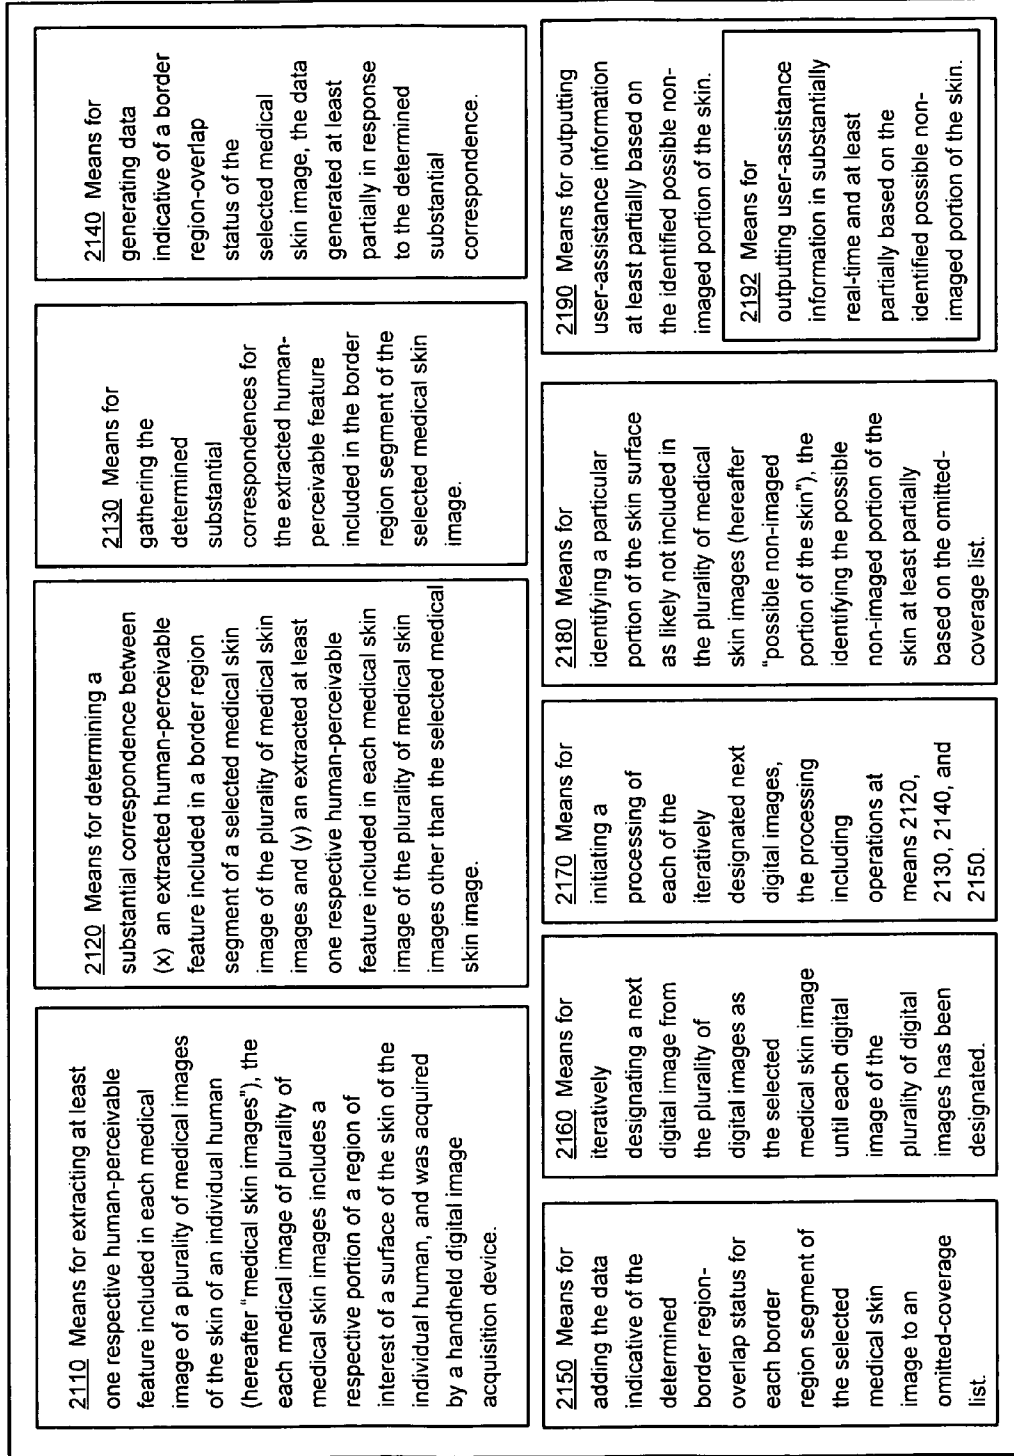 2110 Means for extracting at least
one respective human-perceivable
feature included in each medical
image of a plurality of medical images
of the skin of an individual human
(hereafter "medical skin images"), the
each medical image of plurality of
medical skin images includes a
respective portion of a region of
interest of a surface of the skin of the
individual human, and was acquired
by a handheld digital image
acquisition device.
2120 Means for determining a
substantial correspondence between
(x) an extracted human-perceivable
feature included in a border region
segment of a selected medical skin
image of the plurality of medical skin
images and (y) an extracted at least
one respective human-perceivable
feature included in each medical skin
image of the plurality of medical skin
images other than the selected medical
skin image.
2130 Means for
gathering the
determined
substantial
correspondences for
the extracted human-
perceivable feature
included in the border
region segment of the
selected medical skin
image.
2140 Means for
generating data
indicative of a border
region-overlap
status of the
selected medical
skin image, the data
generated at least
partially in response
to the determined
substantial
correspondence.
2150 Means for
adding the data
indicative of the
determined
border region-
overlap status for
each border
region segment of
the selected
medical skin
image to an
omitted-coverage
list.
2160 Means for
iteratively
designating a next
digital image from
the plurality of
digital images as
the selected
medical skin image
until each digital
image of the
plurality of digital
images has been
designated.
2170 Means for
initiating a
processing of
each of the
iteratively
designated next
digital images,
the processing
including
operations at
means 2120,
2130, 2140, and
2150.
2180 Means for
identifying a particular
portion of the skin surface
as likely not included in
the plurality of medical
skin images (hereafter
"possible non-imaged
portion of the skin"), the
identifying the possible
non-imaged portion of the
skin at least partially
based on the omitted-
coverage list.
2190 Means for outputting
user-assistance information
at least partially based on
the identified possible non-
imaged portion of the skin.
2192 Means for
outputting user-assistance
information in substantially
real-time and at least
partially based on the
identified possible non-
imaged portion of the skin.